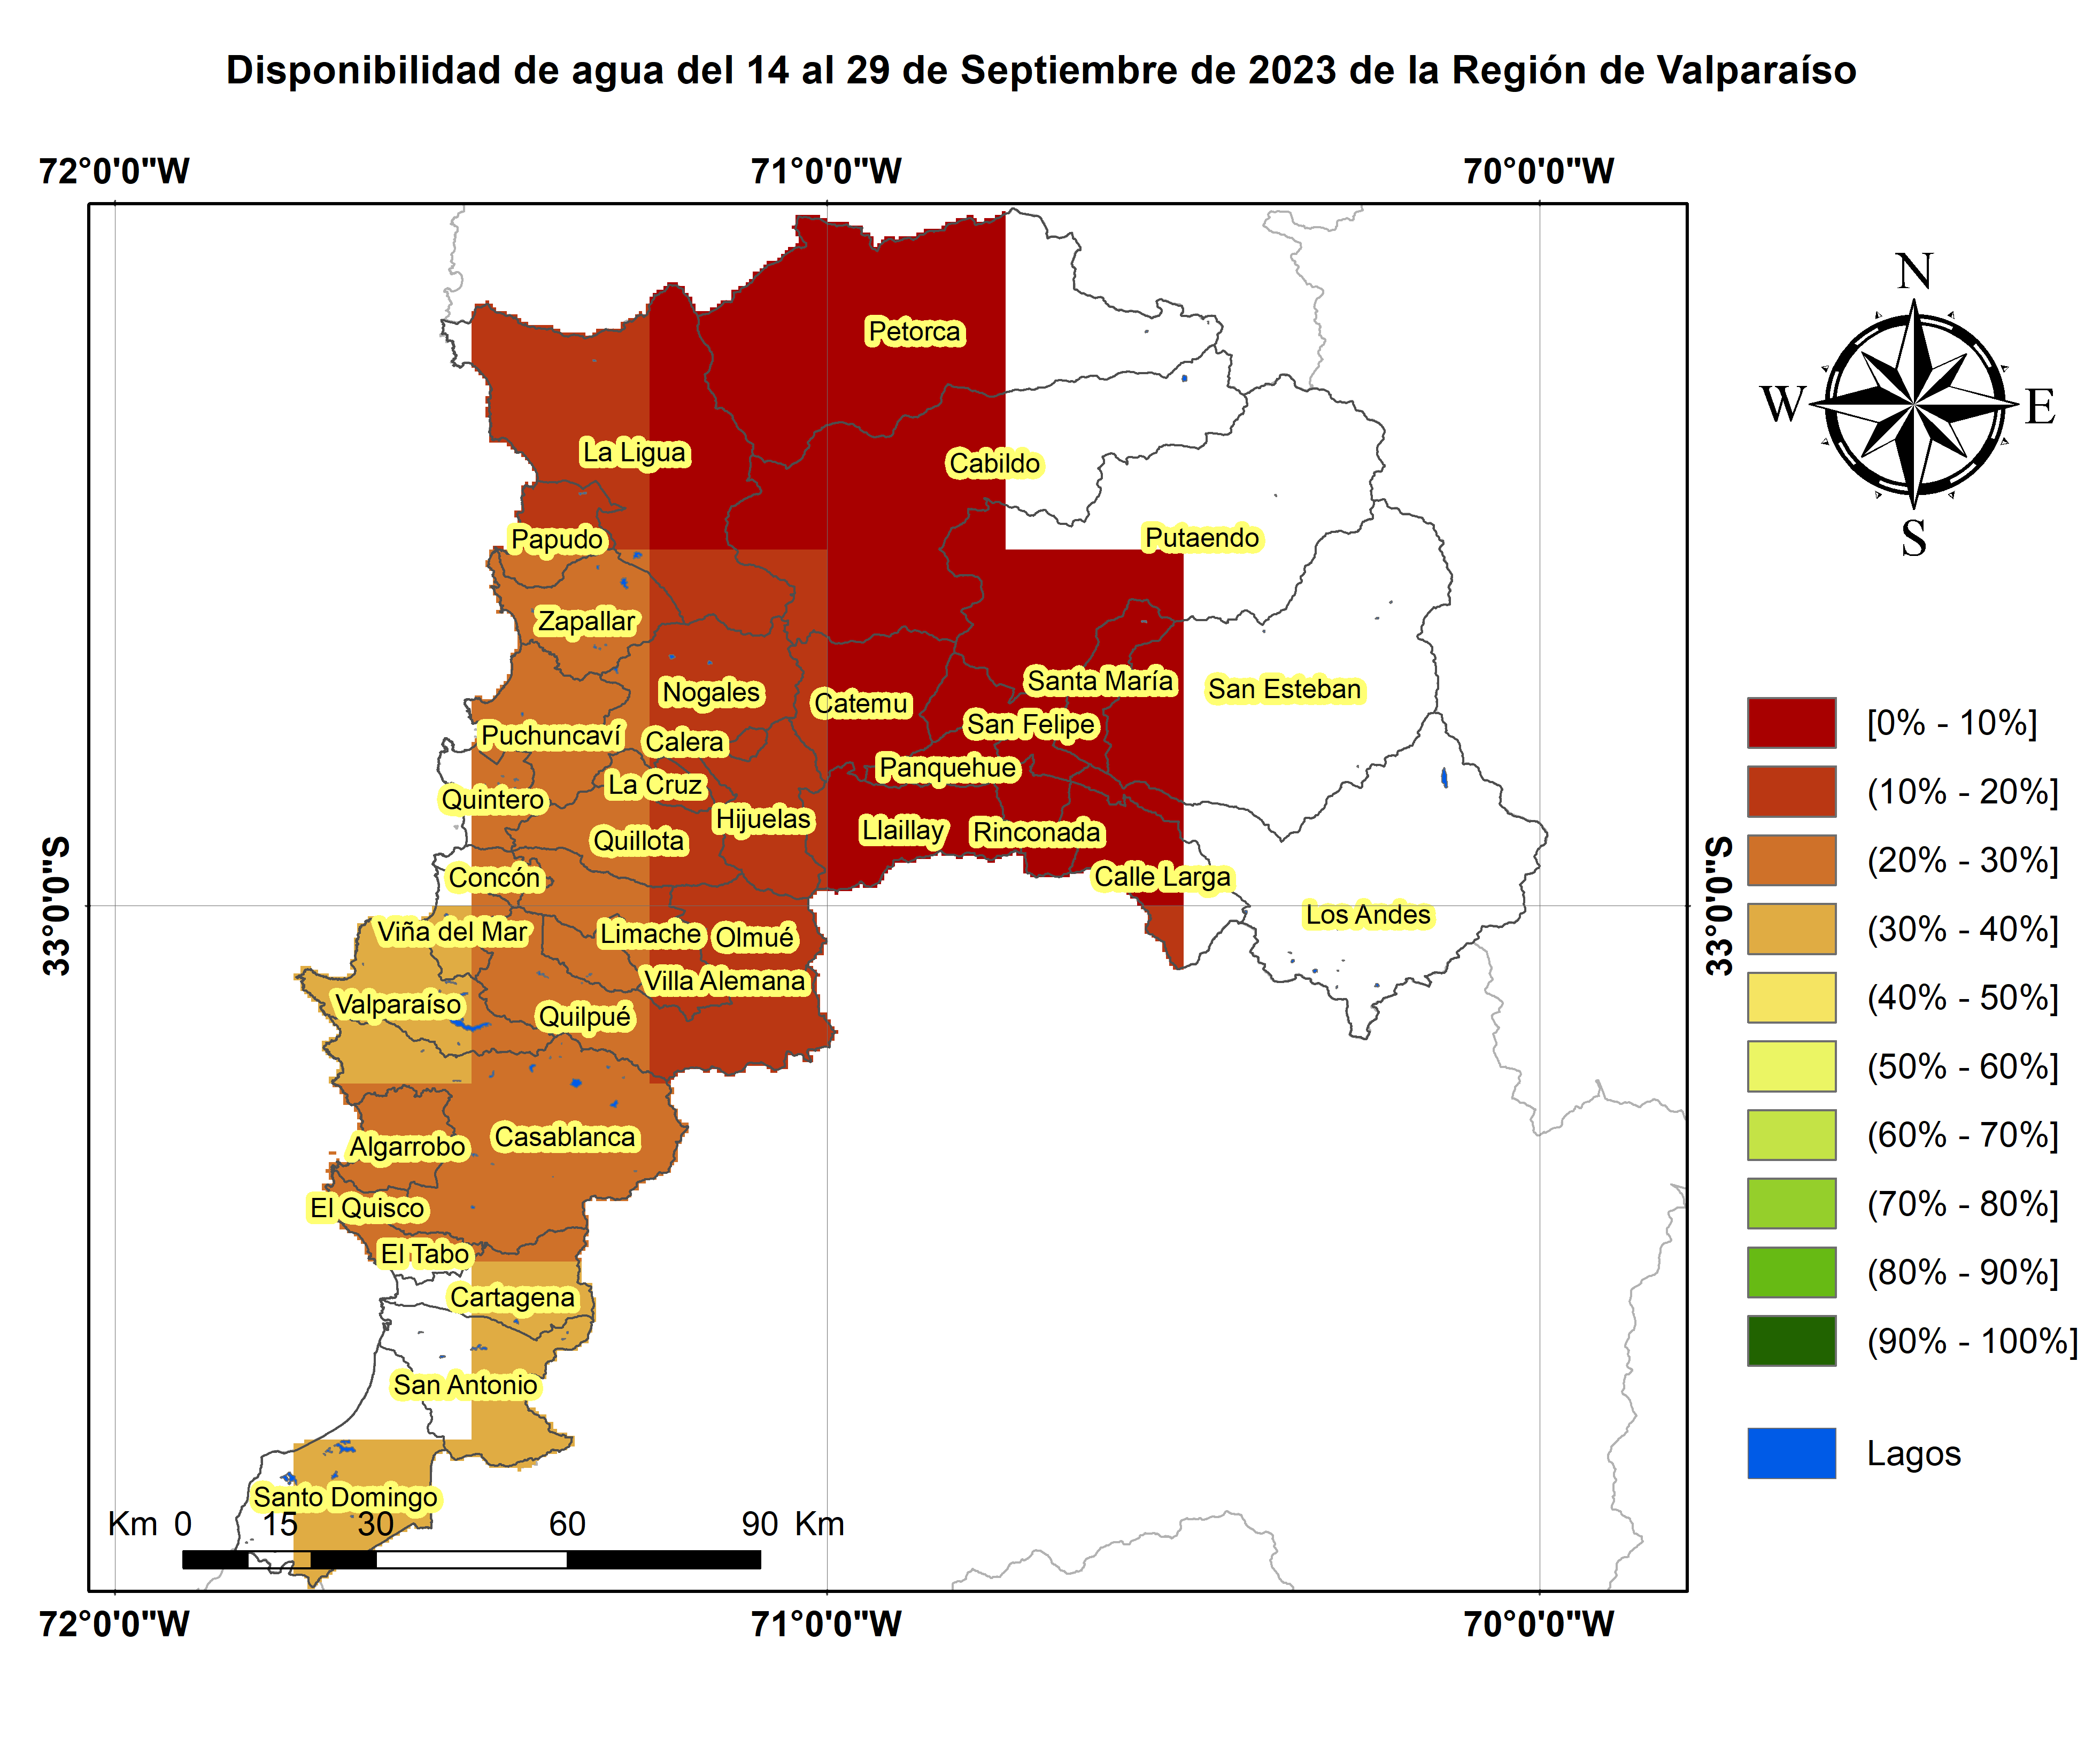 Disponibilidad de agua del 14 al 29 de Septiembre de 2023 de la Región de Valparaíso
72°0'0"W
71°0'0"W
70°0'0"W
N
W
E
S
Petorca
La Ligua
Cabildo
Papudo
Putaendo
Zapallar
Santa María
San Esteban
Nogales
Catemu
San Felipe
Puchuncaví
Calera
Panquehue
La Cruz
Quintero
Hijuelas
Llaillay
Rinconada
Quillota
Concón
Calle Larga
Los Andes
Viña del Mar
Limache
Olmué
Villa Alemana
Valparaíso
Quilpué
Casablanca
Algarrobo
El Quisco
El Tabo
Cartagena
San Antonio
Santo Domingo
33°0'0"S
33°0'0"S
[0% - 10%]
(10% - 20%]
(20% - 30%]
(30% - 40%]
(40% - 50%]
(50% - 60%]
(60% - 70%]
(70% - 80%]
(80% - 90%]
(90% - 100%]
Lagos
Km 0 15 30 60 90 Km
72°0'0"W
71°0'0"W
70°0'0"W